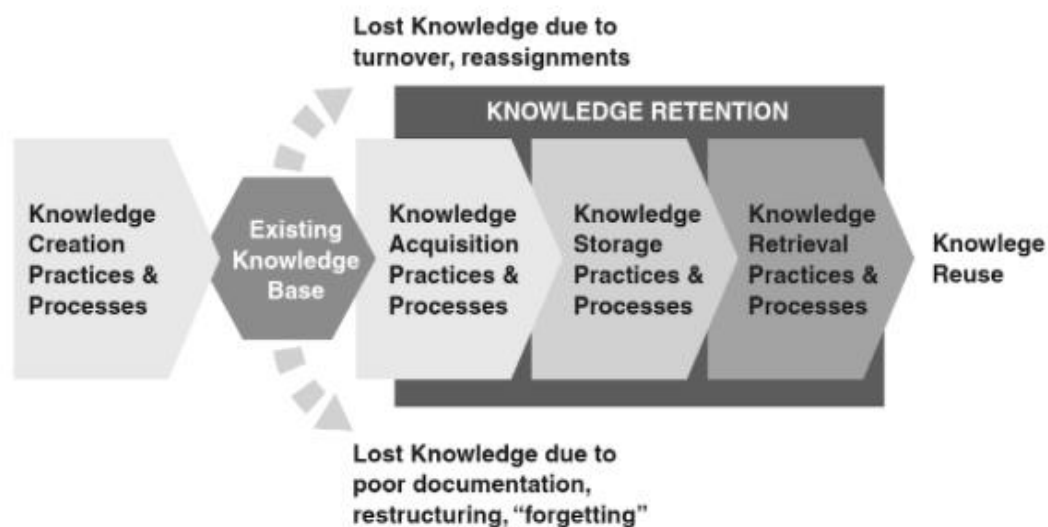 Lost Knowledge due to
turnover, reassignments
KNOWLEDGE RETENTION
Knowledge
Creation
Practices &
Processes
Existing
Knowledge
Base
Knowledge
Acquisition
Practices &
Processes
Knowledge
Storage
Practices &
Processes
Knowledge
Retrieval
Practices &
Processes
Knowlege
Reuse
Lost Knowledge due to
poor documentation,
restructuring, “forgetting”